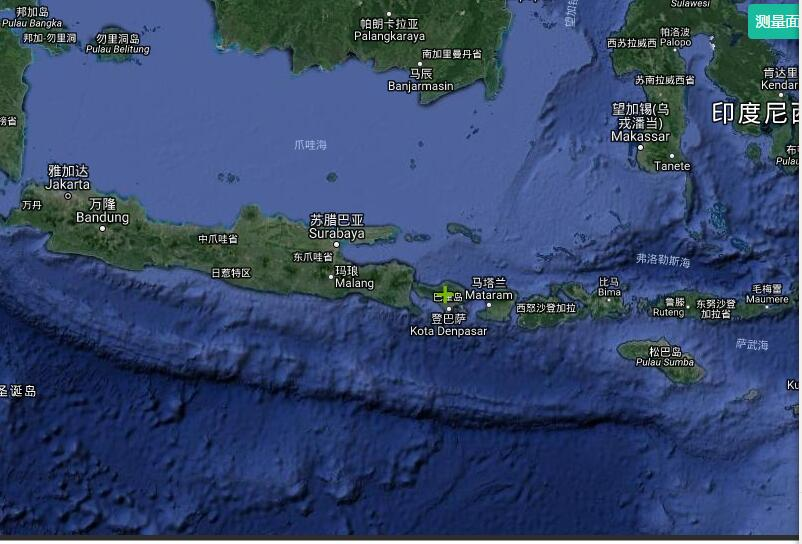 邦加岛
Pulau Bangka
邦加-勿里洞
勿里洞岛
Pulau Belitung
帕朗卡拉亚
Palangkaraya
Sulawesi
测量面
南加里曼丹省
马辰
Banjarmasin
西苏拉威西
帕洛波
Palopo
苏南拉威西省
肯达里
Kendar
望加锡(乌
戎潘当)
Makassar
印度尼西
Tanete
布
Pulau
爪哇海
雅加达
Jakarta
万丹
万隆
Bandung
中爪哇省
苏腊巴亚
Surabaya
东爪哇省
日惹特区
玛琅
Malang
弗洛勒斯海
马塔兰
Mataram
登巴萨
Kota Denpasar
西努沙登加拉
比马
Bima
鲁滕
Ruteng
东努沙登
加拉省
毛梅雷
Maumere
萨武海
松巴岛
Pulau Sumba
圣诞岛
Ku